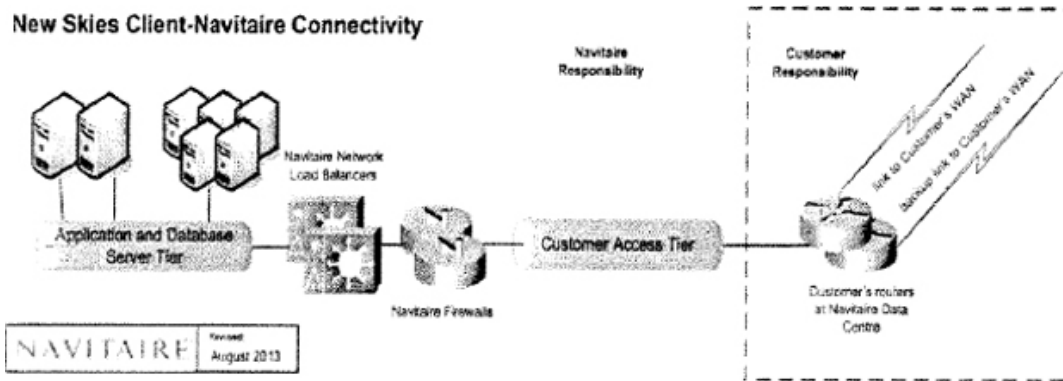 New Skies Client-Navitaire Connectivity
Navitaire
Responsibility
Customer
Responsibility
Navitaire Network
Load Balancers
link to Customer's WAN
Backup link to Customer's WAN
Application and Database
Server Tier
Customer Access Tier
Navitaire Firewalls
Customer's routers
at Navitaire Data
Centre
NAVITAIRE
Revised:
August 2013